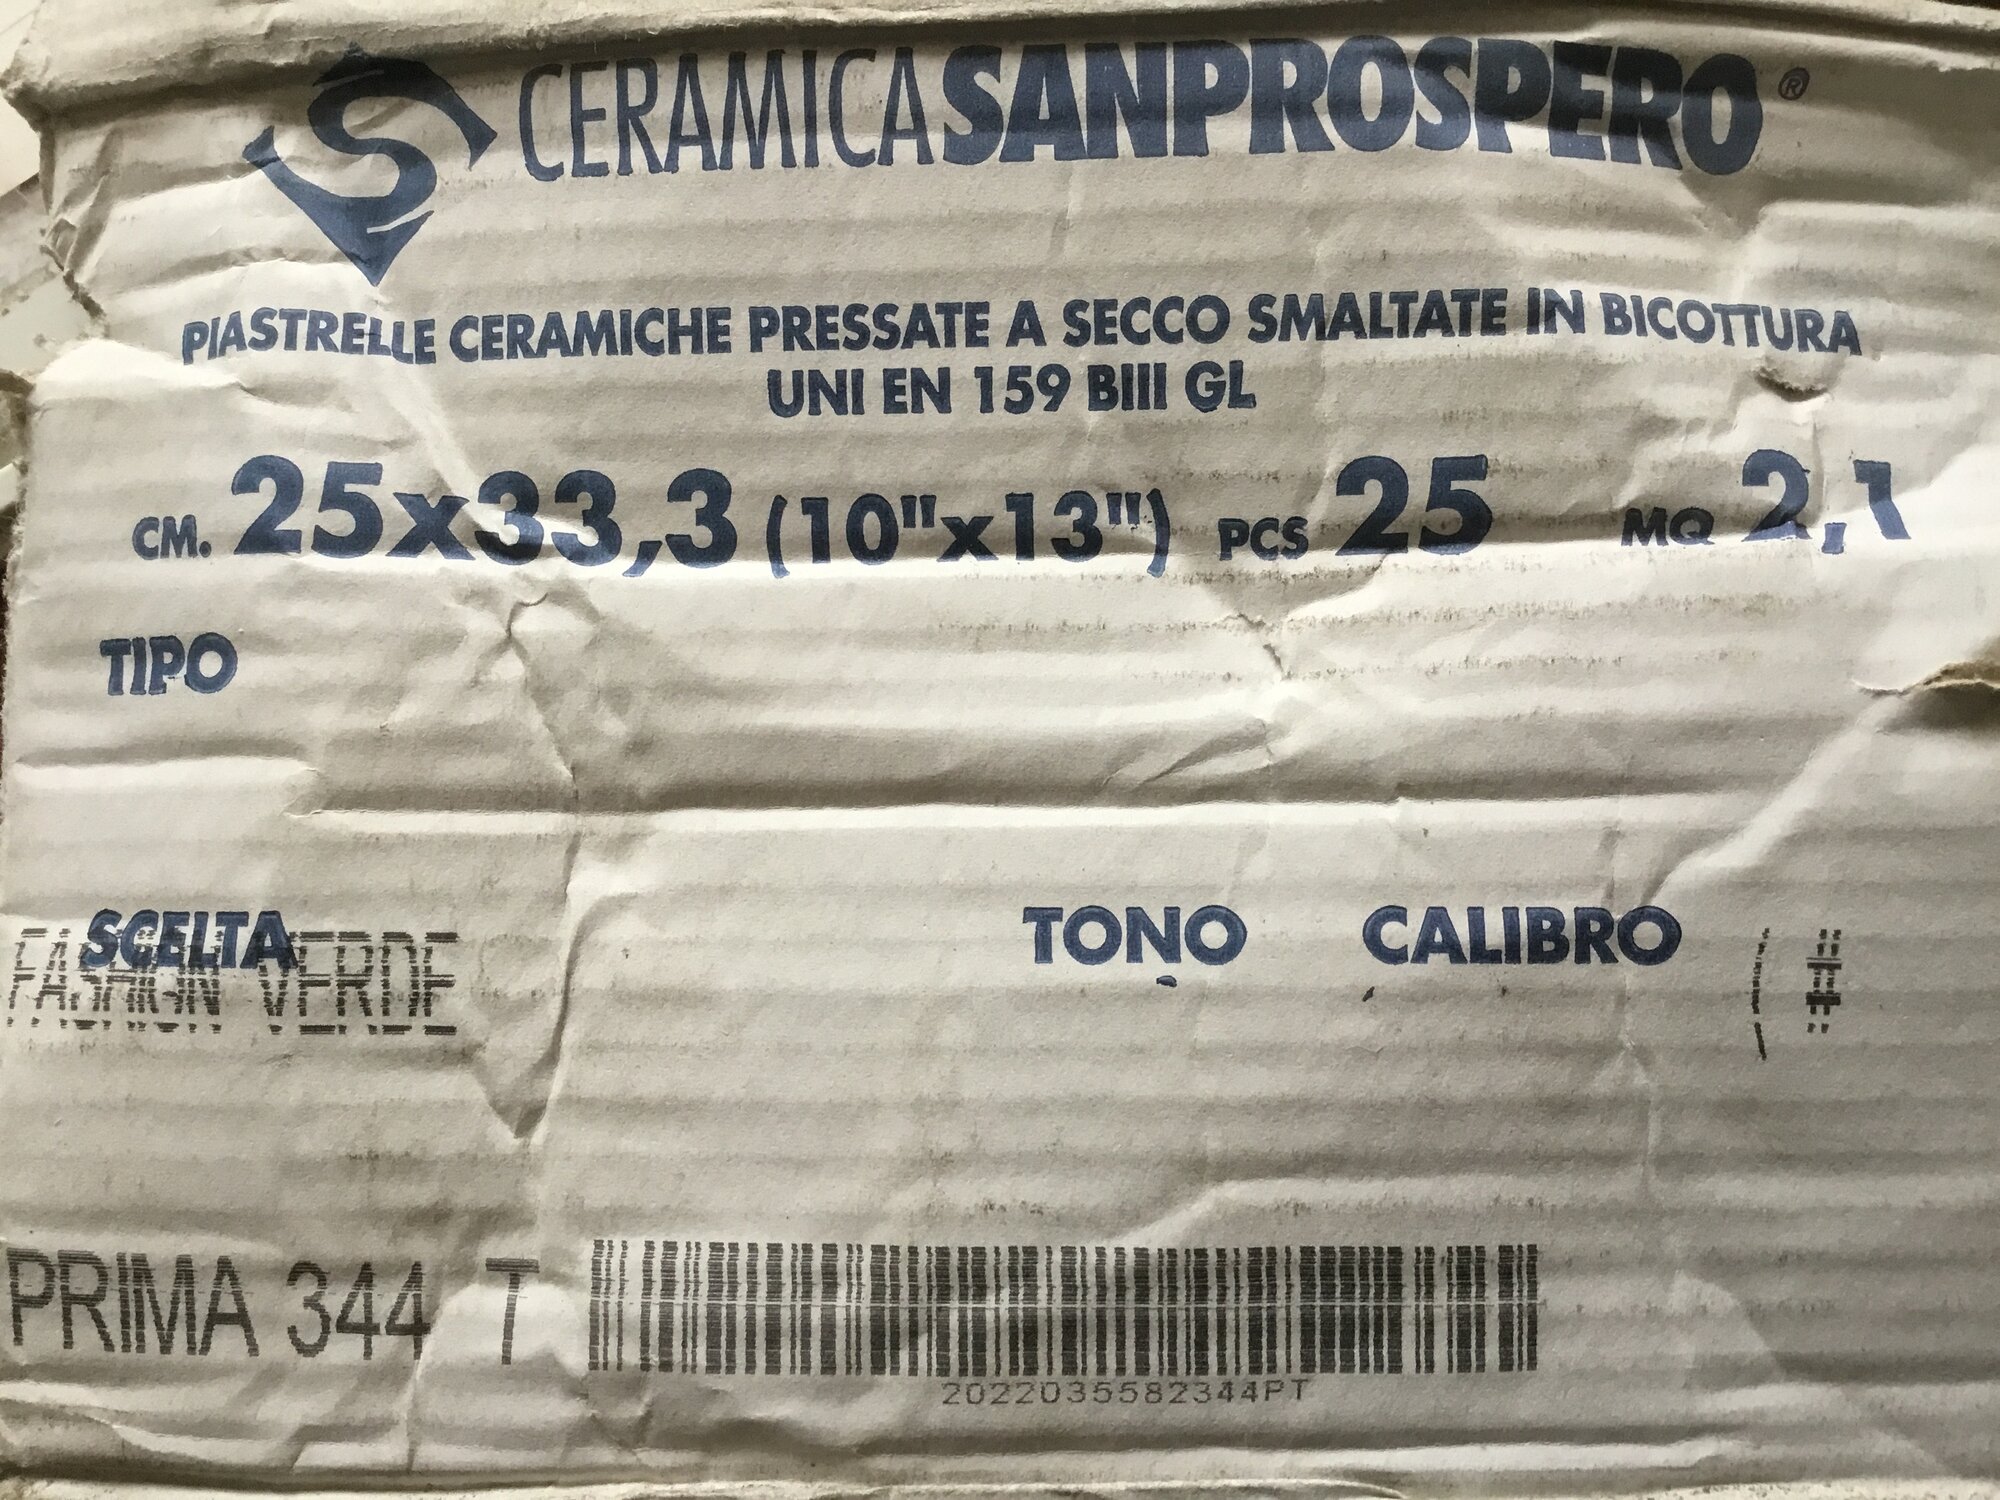 CERAMICASANPROSPERO®
PIASTRELLE CERAMICHE PRESSATE A SECCO SMALTATE IN BICOTTURA
UNI EN 159 BIII GL
CM. 25x33,3 (10"x13") PCS 25 MQ 2,1
TIPO
SCELTA TONO CALIBRO
FASHION VERDE
PRIMA 344 T
2022035582344PT